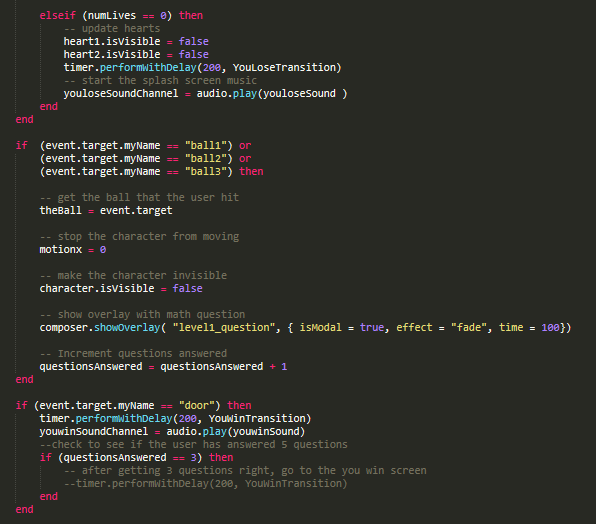 elseif (numLives == 0) then
-- update hearts
heart1.isVisible = false
heart2.isVisible = false
timer.performWithDelay(200, YouLoseTransition)
-- start the splash screen music
youloseSoundChannel = audio.play(youloseSound )
end
end
if  (event.target.myName == "ball1") or
(event.target.myName == "ball2") or
(event.target.myName == "ball3") then
-- get the ball that the user hit
theBall = event.target
-- stop the character from moving
motionx = 0
-- make the character invisible
character.isVisible = false
-- show overlay with math question
composer.showOverlay( "level1_question", { isModal = true, effect = "fade", time = 100})
-- Increment questions answered
questionsAnswered = questionsAnswered + 1
end
if (event.target.myName == "door") then
timer.performWithDelay(200, YouWinTransition)
youwinSoundChannel = audio.play(youwinSound)
--check to see if the user has answered 5 questions
if (questionsAnswered == 3) then
-- after getting 3 questions right, go to the you win screen
--timer.performWithDelay(200, YouWinTransition)
end
end